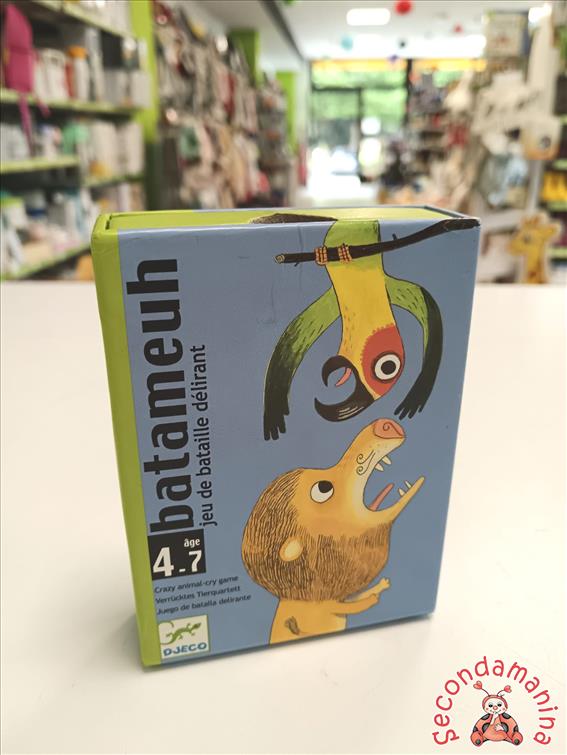 batameuh
jeu de bataille délirant
âge
4-7
Crazy animal-cry game
Verrücktes Tierquartett
Juego de batalla delirante
DJECO
Secondamanina